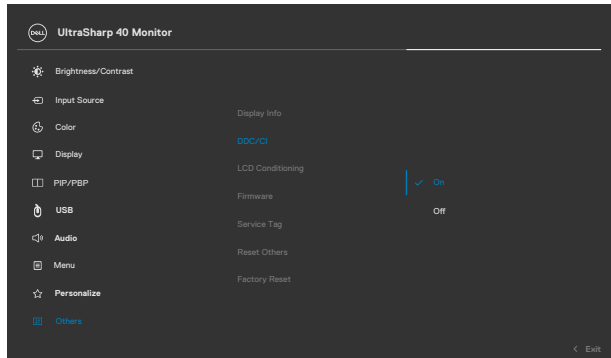 DELL UltraSharp 40 Monitor
Brightness/Contrast
Input Source
Color
Display
PIP/PBP
USB
Audio
Menu
Personalize
Others
Display Info
DDC/CI
LCD Conditioning
Firmware
Service Tag
Reset Others
Factory Reset
On
Off
Exit